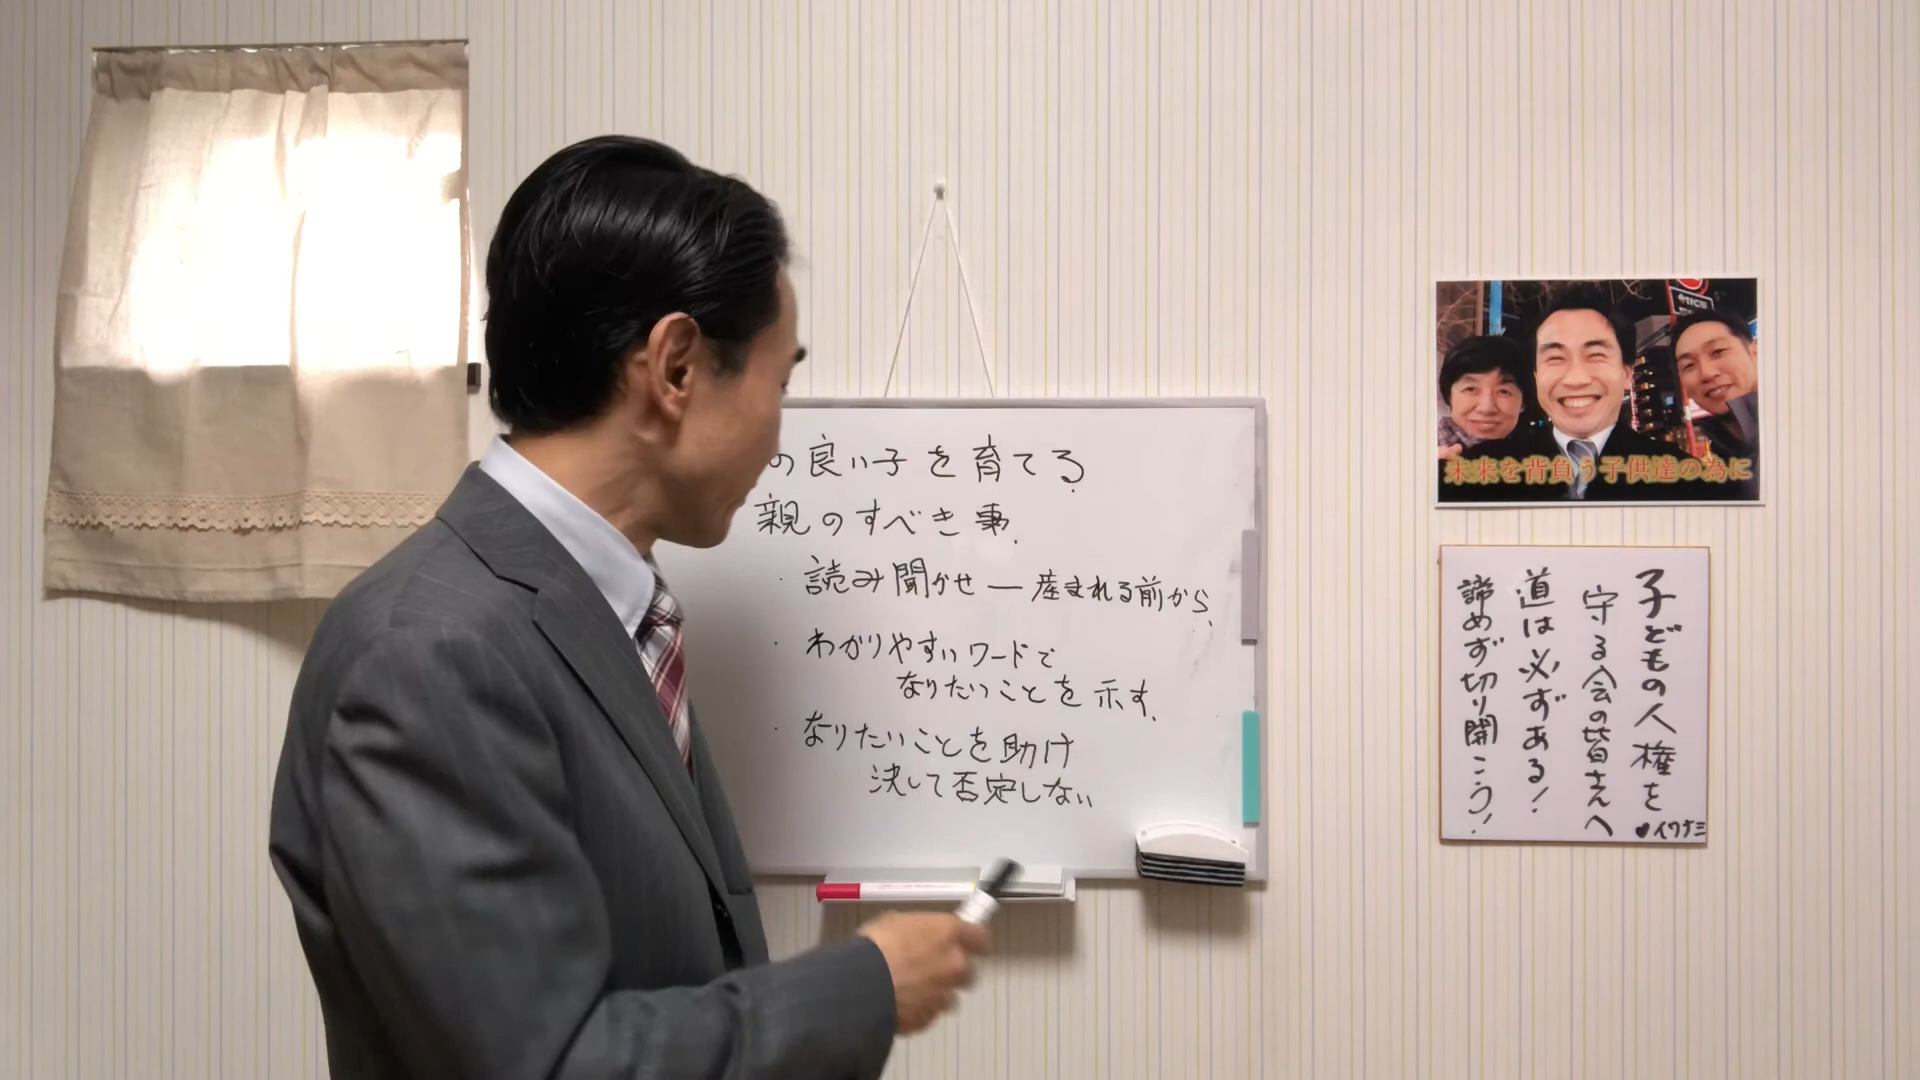 の良い子を育てる.
親のすべき事.
・読み聞かせ ― 産まれる前から.
・わかりやすいワードで
なりたいことを示す.
・なりたいことを助け
決して否定しない
未来を背負う子供達の為に
子どもの人権を
守る会の皆さんへ
道は必ずある!
諦めず切り開こう!
♥イワナミ